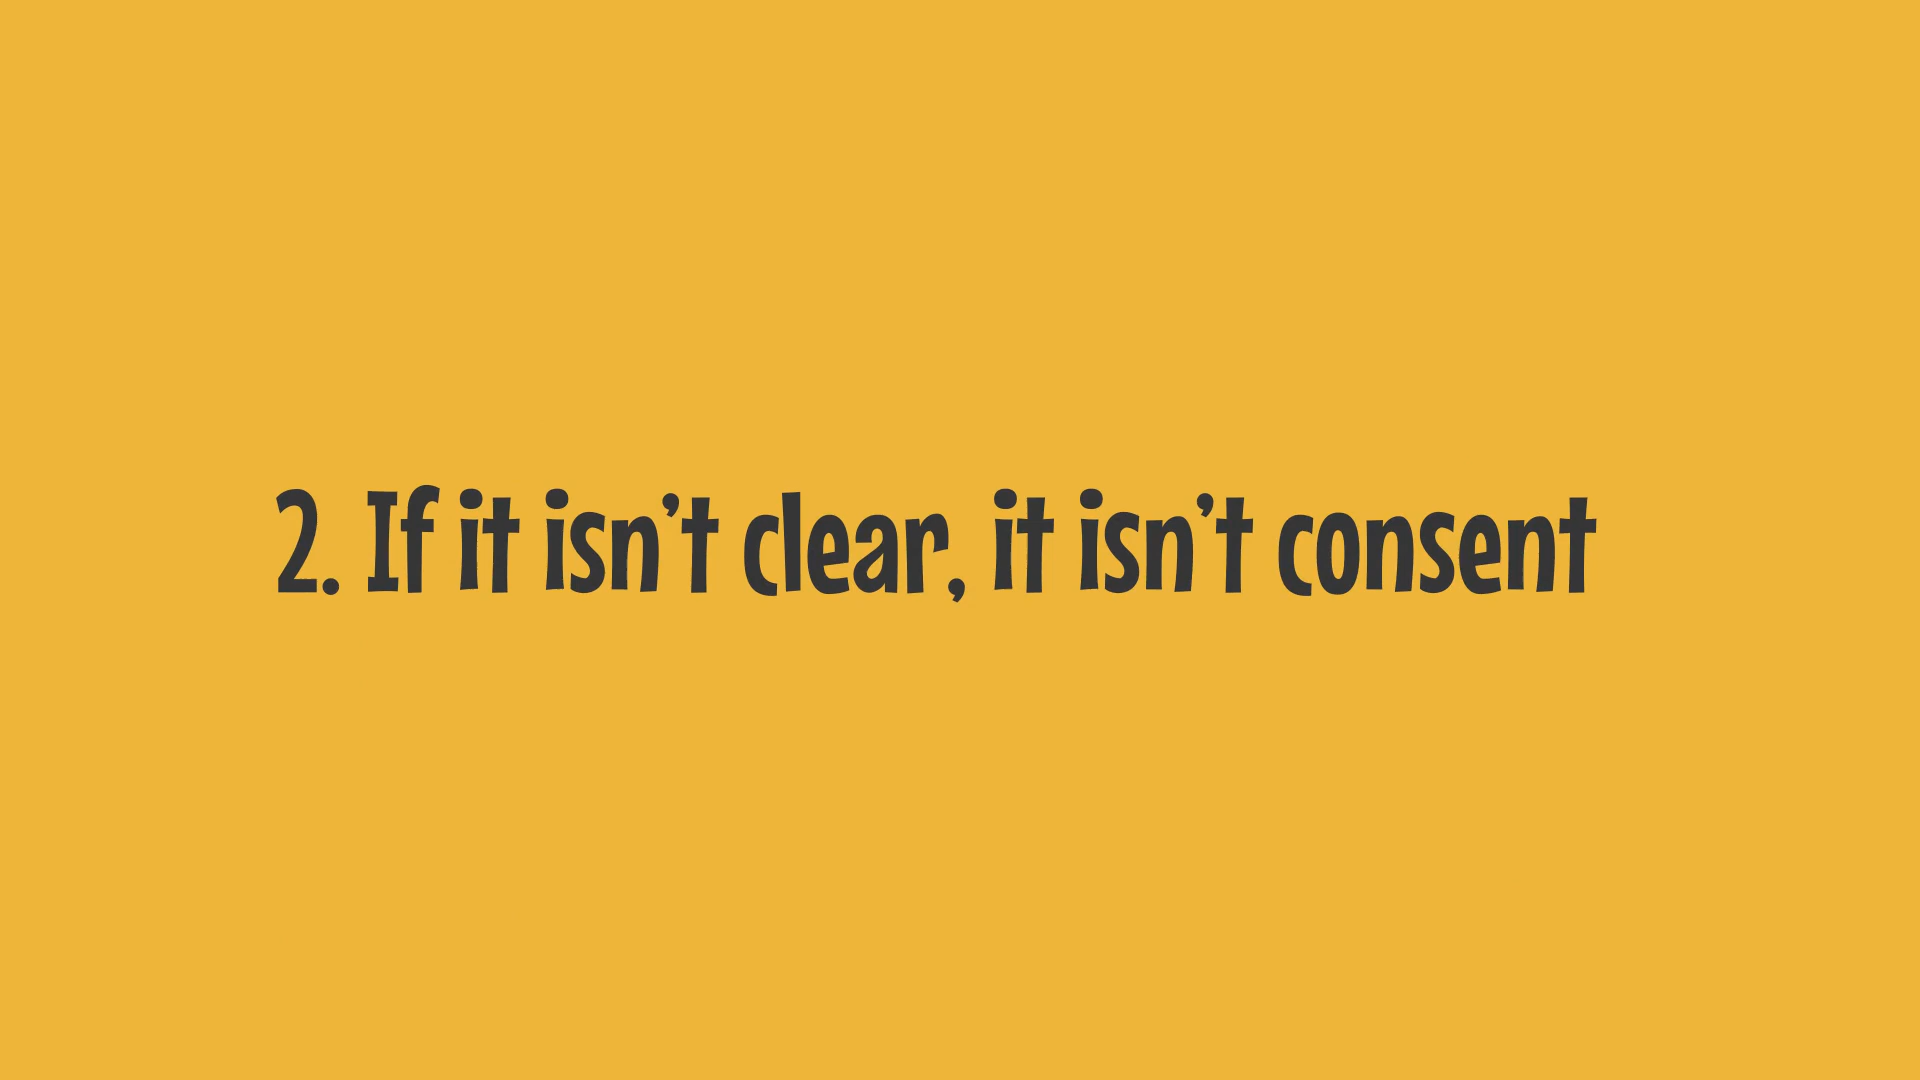 2. If it isn’t clear, it isn’t consent